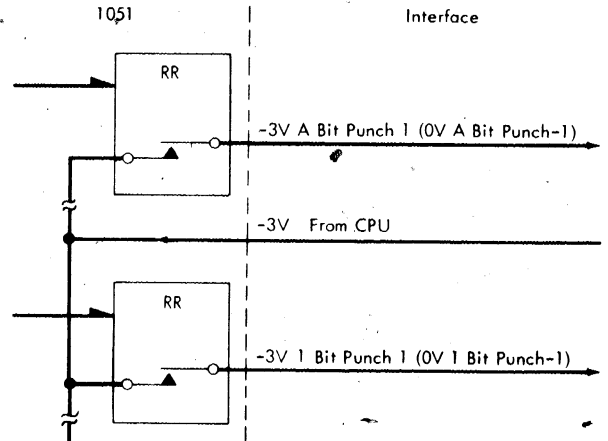 1051
Interface
RR
-3V A Bit Punch 1 (0V A Bit Punch-1)
-3V From CPU
RR
-3V 1 Bit Punch 1 (0V 1 Bit Punch-1)